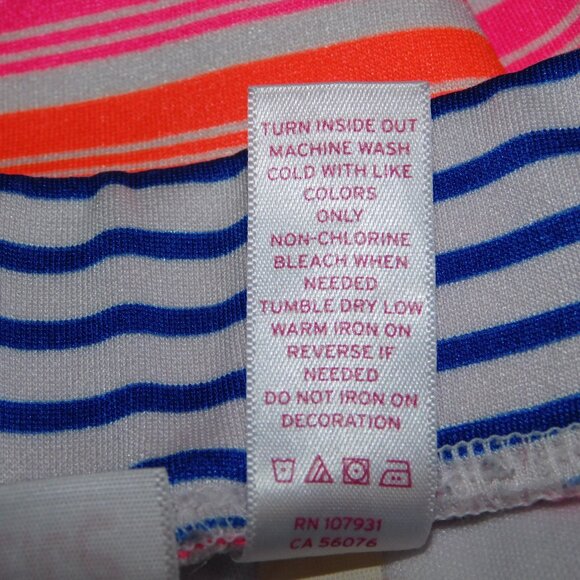 TURN INSIDE OUT
MACHINE WASH
COLD WITH LIKE
COLORS
ONLY
NON-CHLORINE
BLEACH WHEN
NEEDED
TUMBLE DRY LOW
WARM IRON ON
REVERSE IF
NEEDED
DO NOT IRON ON
DECORATION
RN 107931
CA 56076